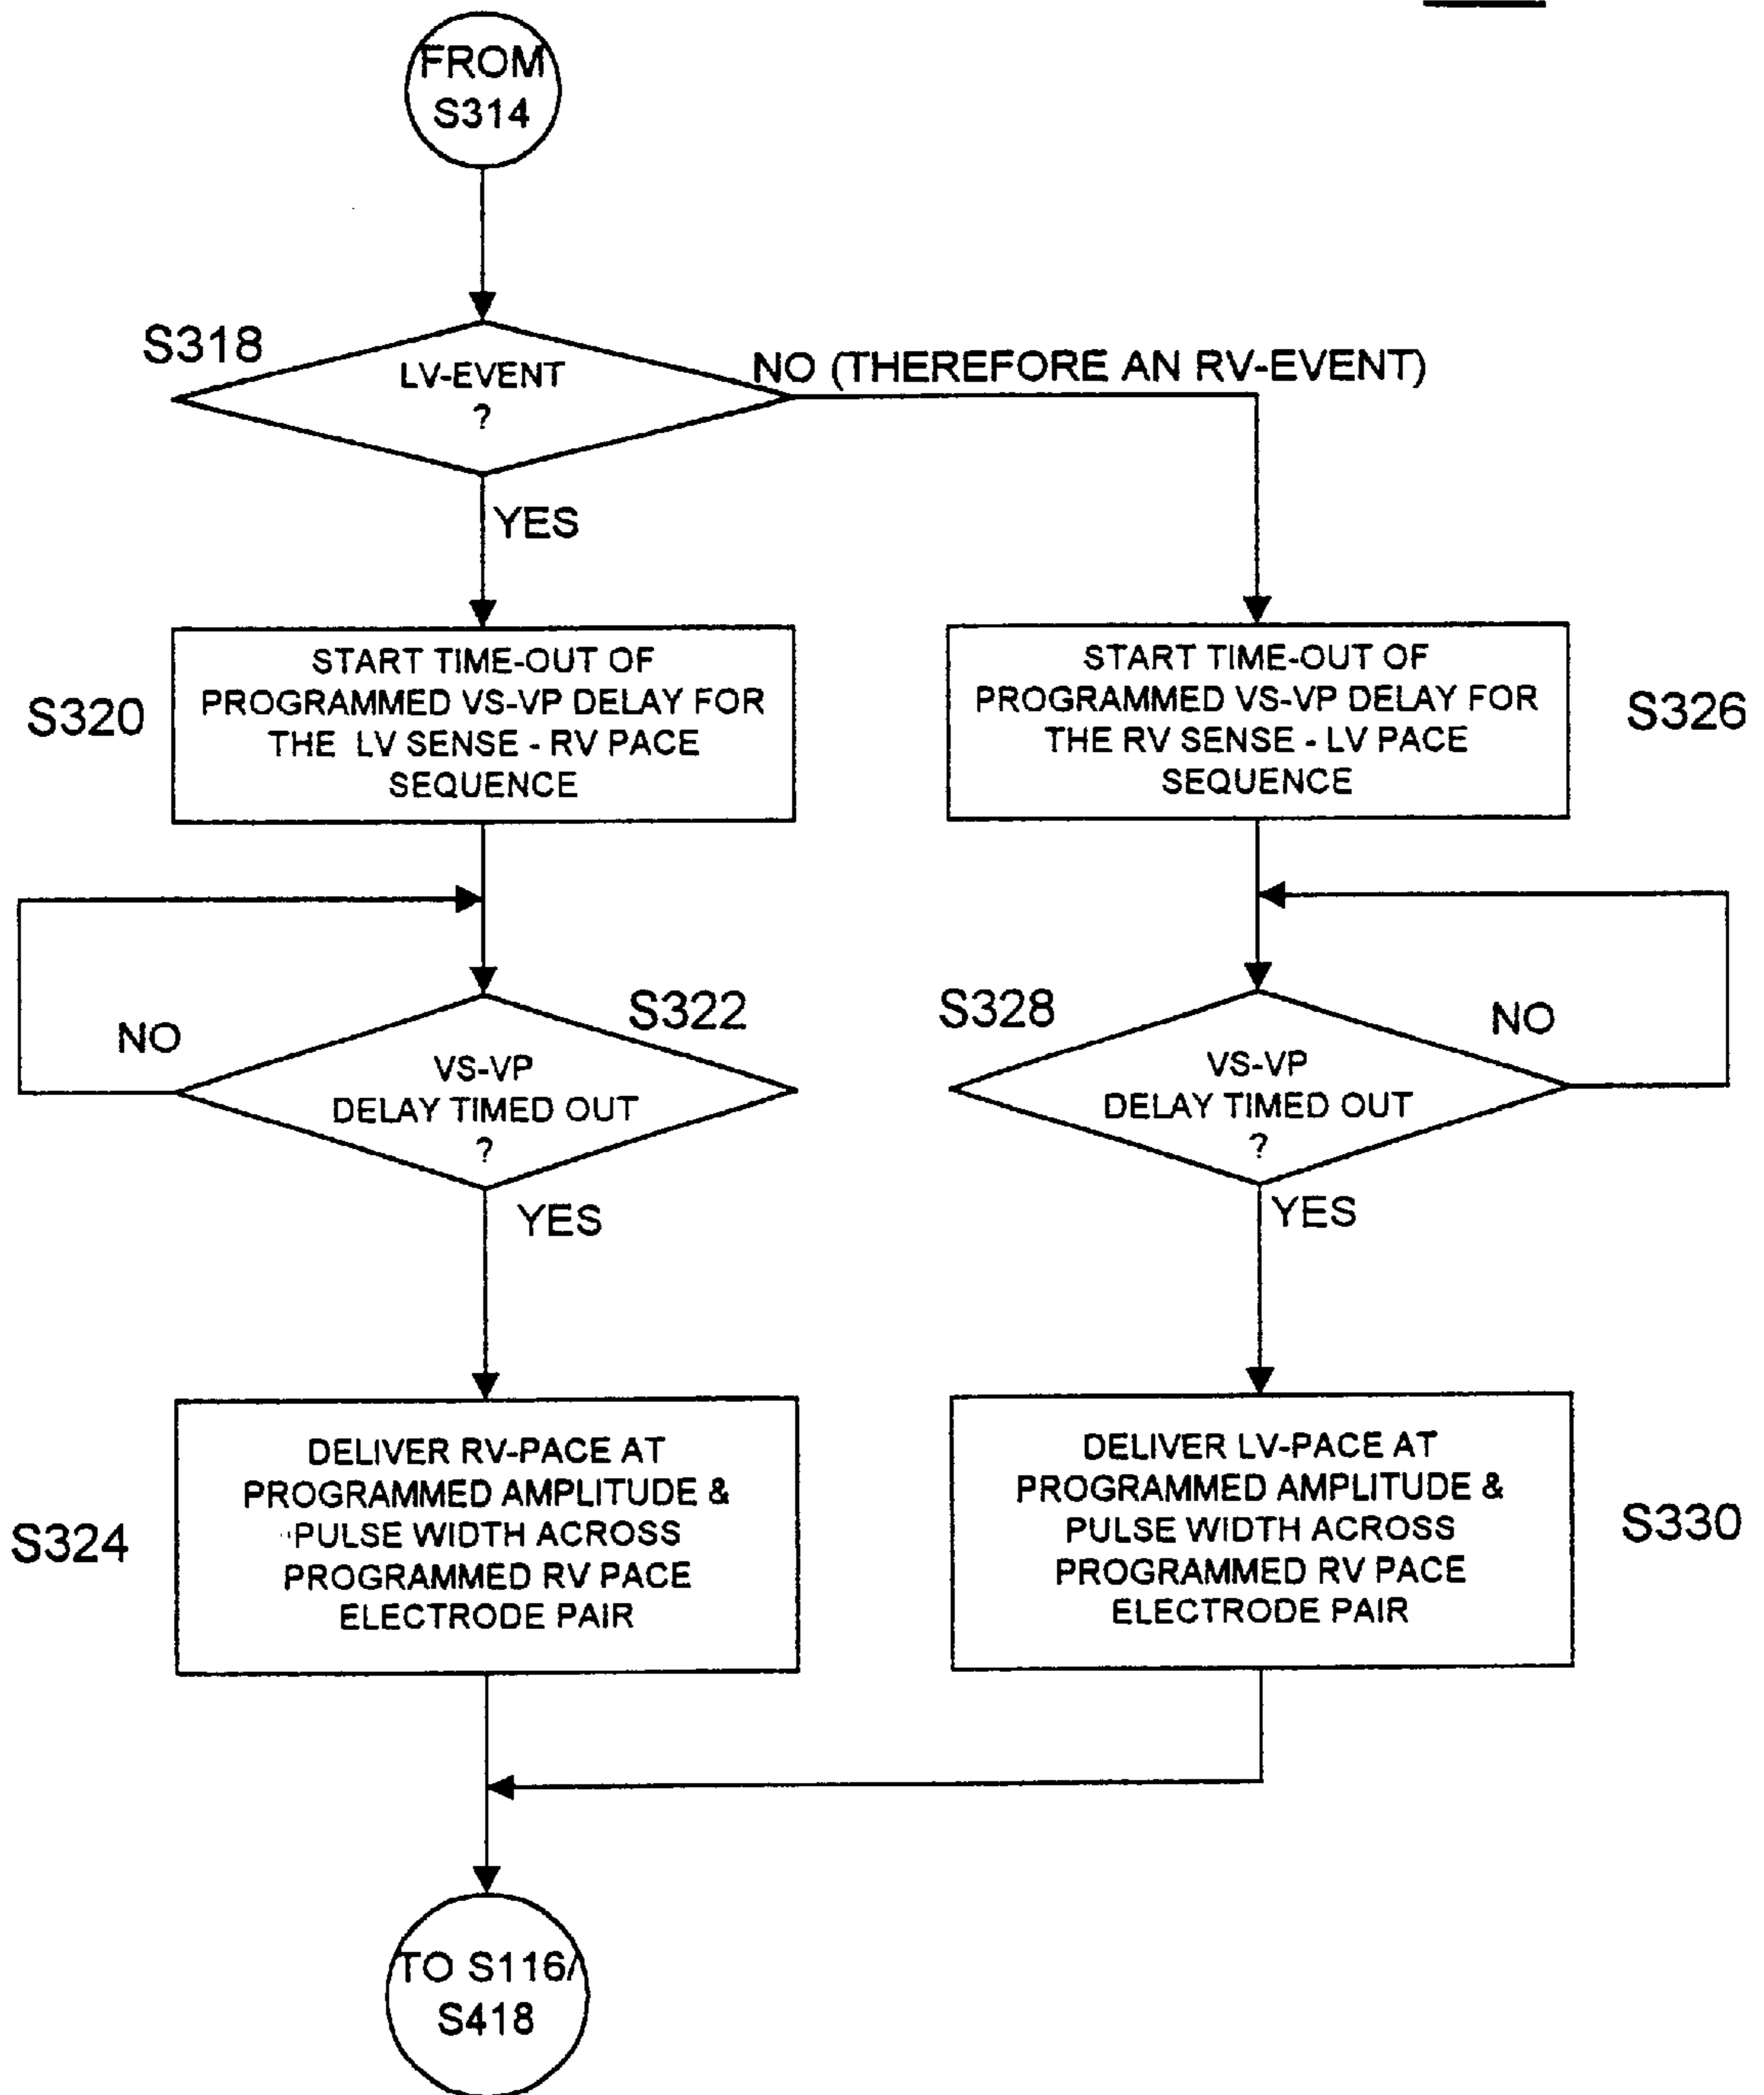 FROM
S314
S318
LV-EVENT
?
NO (THEREFORE AN RV-EVENT)
YES
S320
START TIME-OUT OF
PROGRAMMED VS-VP DELAY FOR
THE LV SENSE - RV PACE
SEQUENCE
START TIME-OUT OF
PROGRAMMED VS-VP DELAY FOR
THE RV SENSE - LV PACE
SEQUENCE
S326
NO
S322
VS-VP
DELAY TIMED OUT
?
YES
S328
NO
VS-VP
DELAY TIMED OUT
?
YES
S324
DELIVER RV-PACE AT
PROGRAMMED AMPLITUDE &
PULSE WIDTH ACROSS
PROGRAMMED RV PACE
ELECTRODE PAIR
DELIVER LV-PACE AT
PROGRAMMED AMPLITUDE &
PULSE WIDTH ACROSS
PROGRAMMED RV PACE
ELECTRODE PAIR
S330
TO S116/
S418